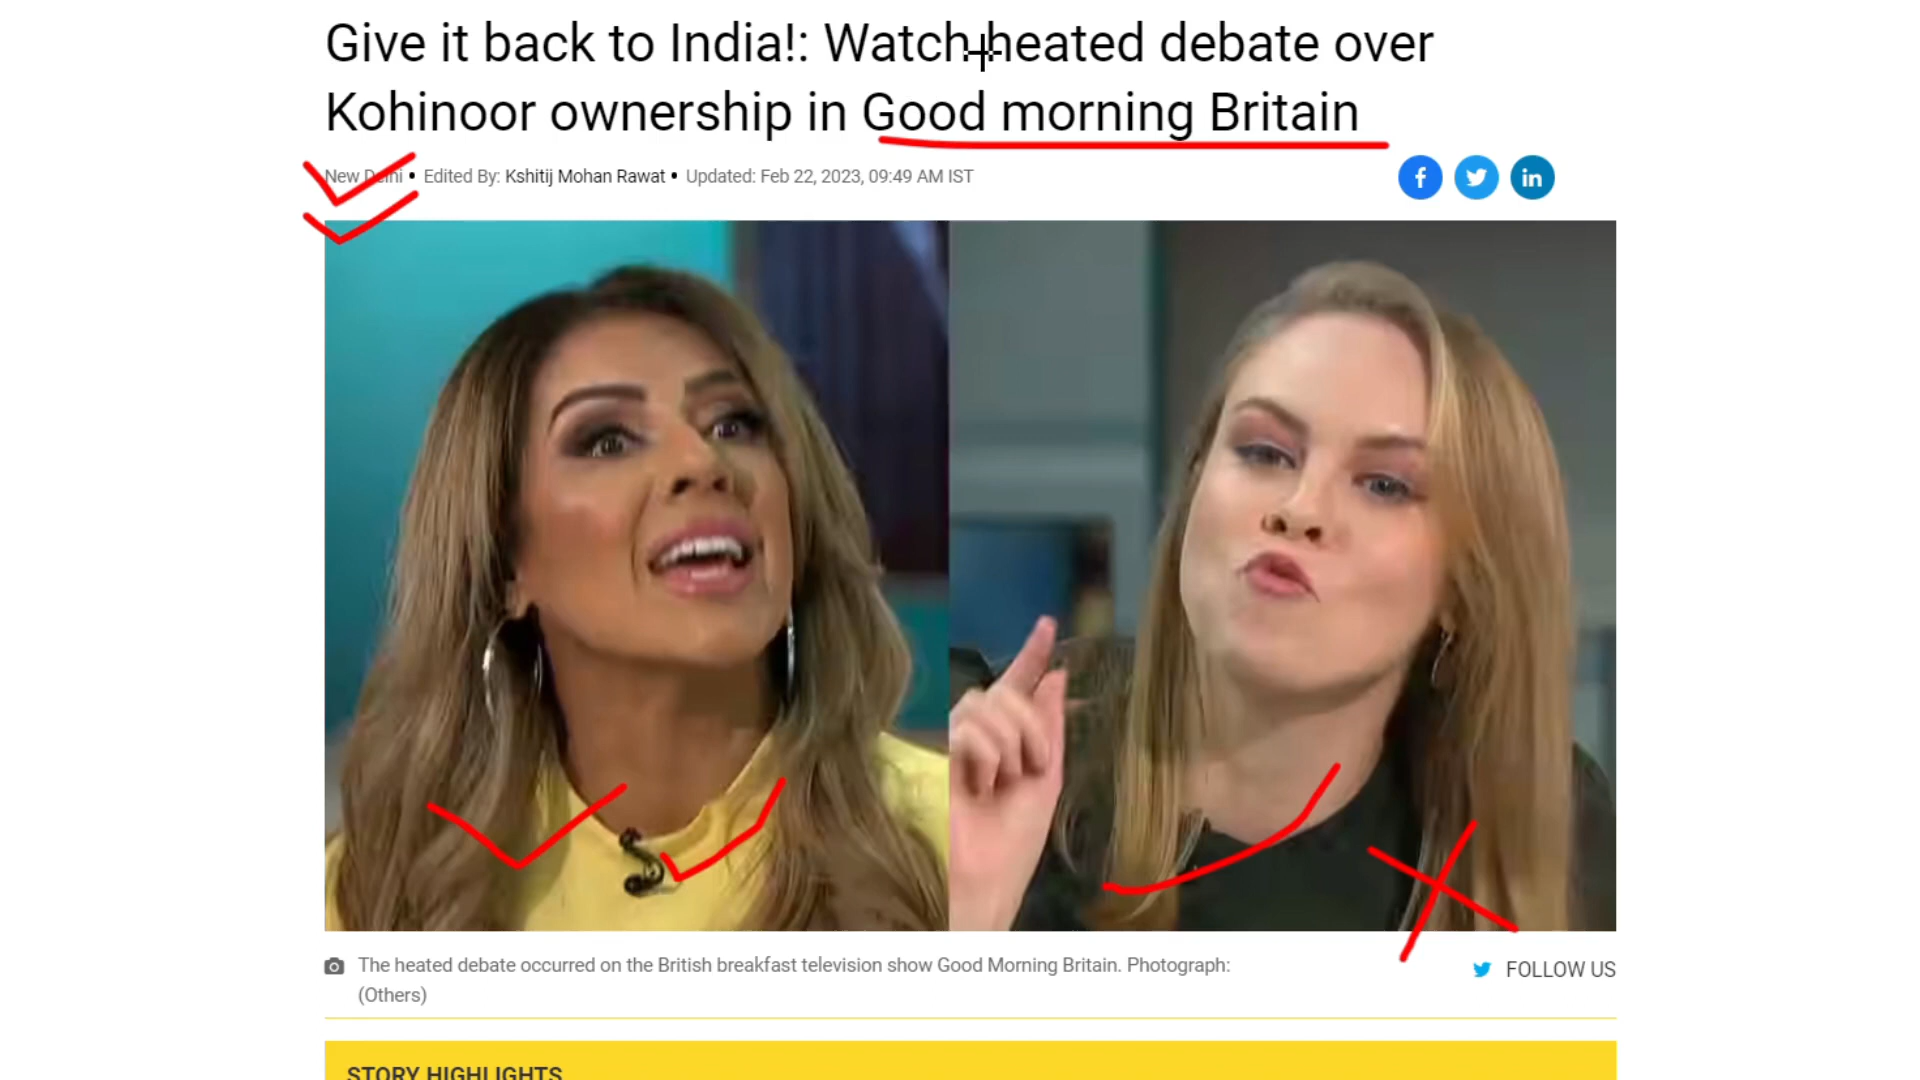 Give it back to India!: Watch heated debate over
Kohinoor ownership in Good morning Britain
New Delhi • Edited By: Kshitij Mohan Rawat • Updated: Feb 22, 2023, 09:49 AM IST
The heated debate occurred on the British breakfast television show Good Morning Britain. Photograph:
(Others)
FOLLOW US
STORY HIGHLIGHTS